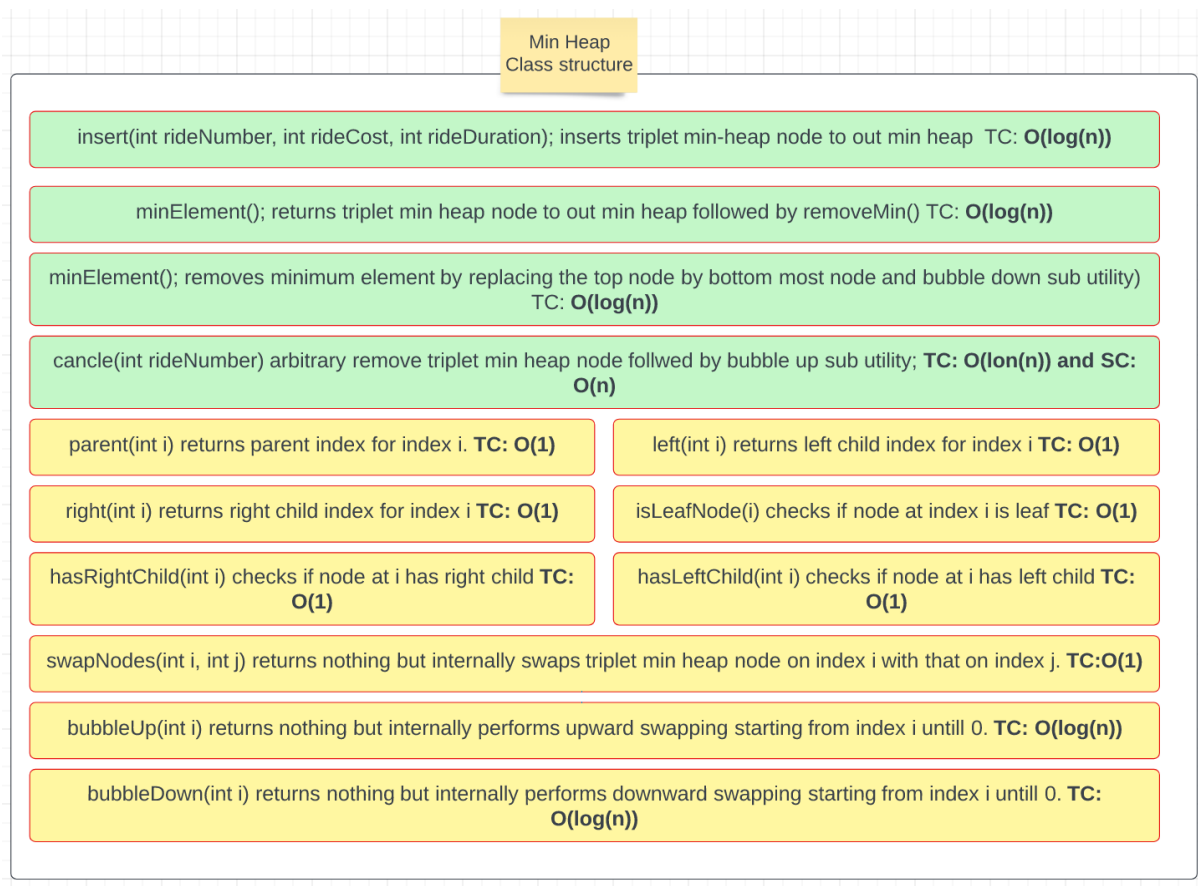 Min Heap
Class structure
insert(int rideNumber, int rideCost, int rideDuration); inserts triplet min-heap node to out min heap  TC: O(log(n))
minElement(); returns triplet min heap node to out min heap followed by removeMin() TC: O(log(n))
minElement(); removes minimum element by replacing the top node by bottom most node and bubble down sub utility)
TC: O(log(n))
cancle(int rideNumber) arbitrary remove triplet min heap node follwed by bubble up sub utility; TC: O(lon(n)) and SC:
O(n)
parent(int i) returns parent index for index i. TC: O(1)
left(int i) returns left child index for index i TC: O(1)
right(int i) returns right child index for index i TC: O(1)
isLeafNode(i) checks if node at index i is leaf TC: O(1)
hasRightChild(int i) checks if node at i has right child TC:
O(1)
hasLeftChild(int i) checks if node at i has left child TC:
O(1)
swapNodes(int i, int j) returns nothing but internally swaps triplet min heap node on index i with that on index j. TC:O(1)
bubbleUp(int i) returns nothing but internally performs upward swapping starting from index i untill 0. TC: O(log(n))
bubbleDown(int i) returns nothing but internally performs downward swapping starting from index i untill 0. TC:
O(log(n))